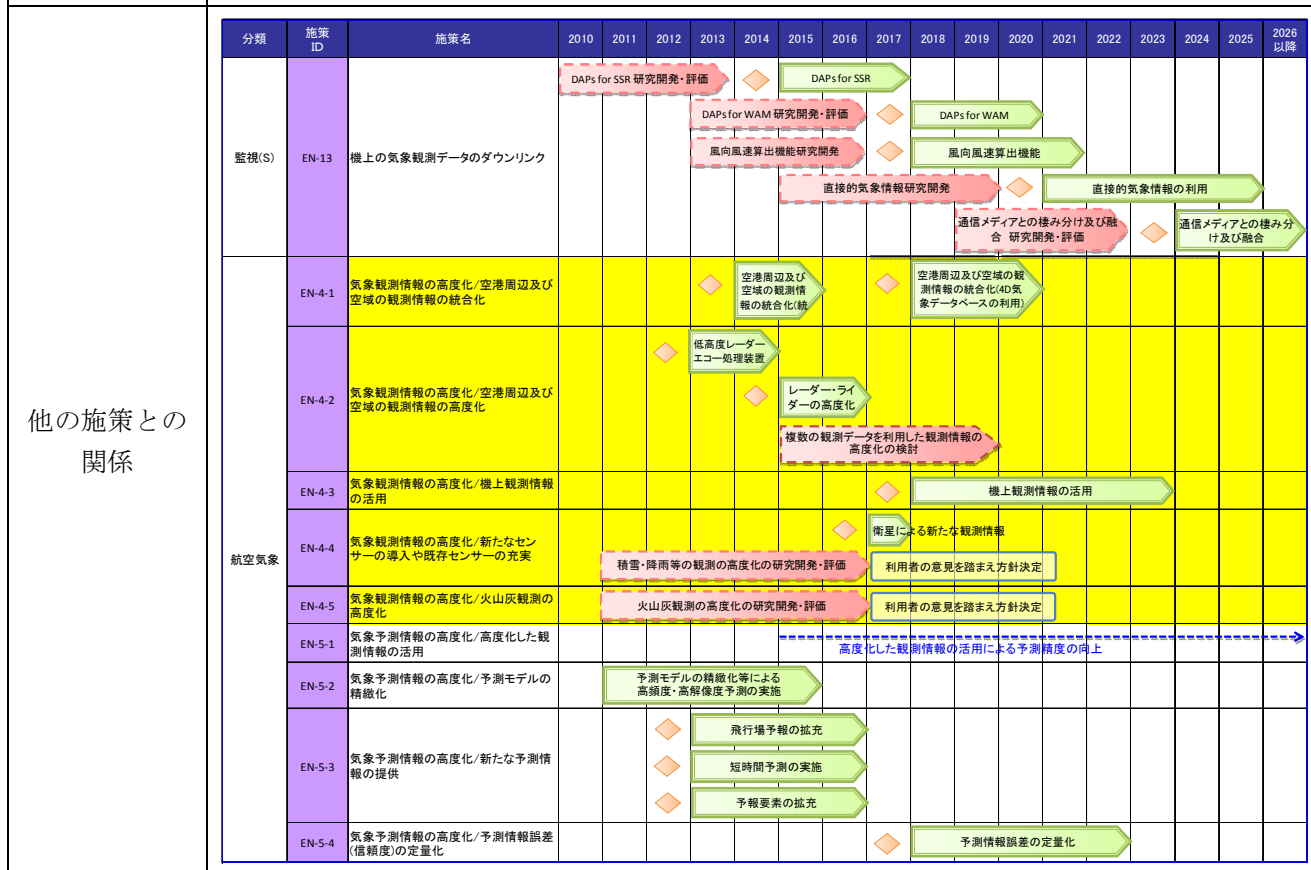 他の施策との
関係
分類
施策
ID
施策名
2010
2011
2012
2013
2014
2015
2016
2017
2018
2019
2020
2021
2022
2023
2024
2025
2026
以降
監視(S)
EN-13
機上の気象観測データのダウンリンク
DAPs for SSR 研究開発・評価
DAPs for SSR
DAPs for WAM 研究開発・評価
DAPs for WAM
風向風速算出機能研究開発
風向風速算出機能
直接的気象情報研究開発
直接的気象情報の利用
通信メディアとの棲み分け及び融
合 研究開発・評価
通信メディアとの棲み分
け及び融合
航空気象
EN-4-1
気象観測情報の高度化/空港周辺及び
空域の観測情報の統合化
空港周辺及び
空域の観測情
報の統合化(統
空港周辺及び空域の観
測情報の統合化(4D気
象データベースの利用)
EN-4-2
気象観測情報の高度化/空港周辺及び
空域の観測情報の高度化
低高度レーダー
エコー処理装置
レーダー・ライ
ダーの高度化
複数の観測データを利用した観測情報の
高度化の検討
EN-4-3
気象観測情報の高度化/機上観測情報
の活用
機上観測情報の活用
EN-4-4
気象観測情報の高度化/新たなセン
サーの導入や既存センサーの充実
衛星による新たな観測情報
積雪・降雨等の観測の高度化の研究開発・評価
利用者の意見を踏まえ方針決定
EN-4-5
気象観測情報の高度化/火山灰観測の
高度化
火山灰観測の高度化の研究開発・評価
利用者の意見を踏まえ方針決定
EN-5-1
気象予測情報の高度化/高度化した観
測情報の活用
高度化した観測情報の活用による予測精度の向上
EN-5-2
気象予測情報の高度化/予測モデルの
精緻化
予測モデルの精緻化等による
高頻度・高解像度予測の実施
EN-5-3
気象予測情報の高度化/新たな予測情
報の提供
飛行場予報の拡充
短時間予測の実施
予報要素の拡充
EN-5-4
気象予測情報の高度化/予測情報誤差
(信頼度)の定量化
予測情報誤差の定量化